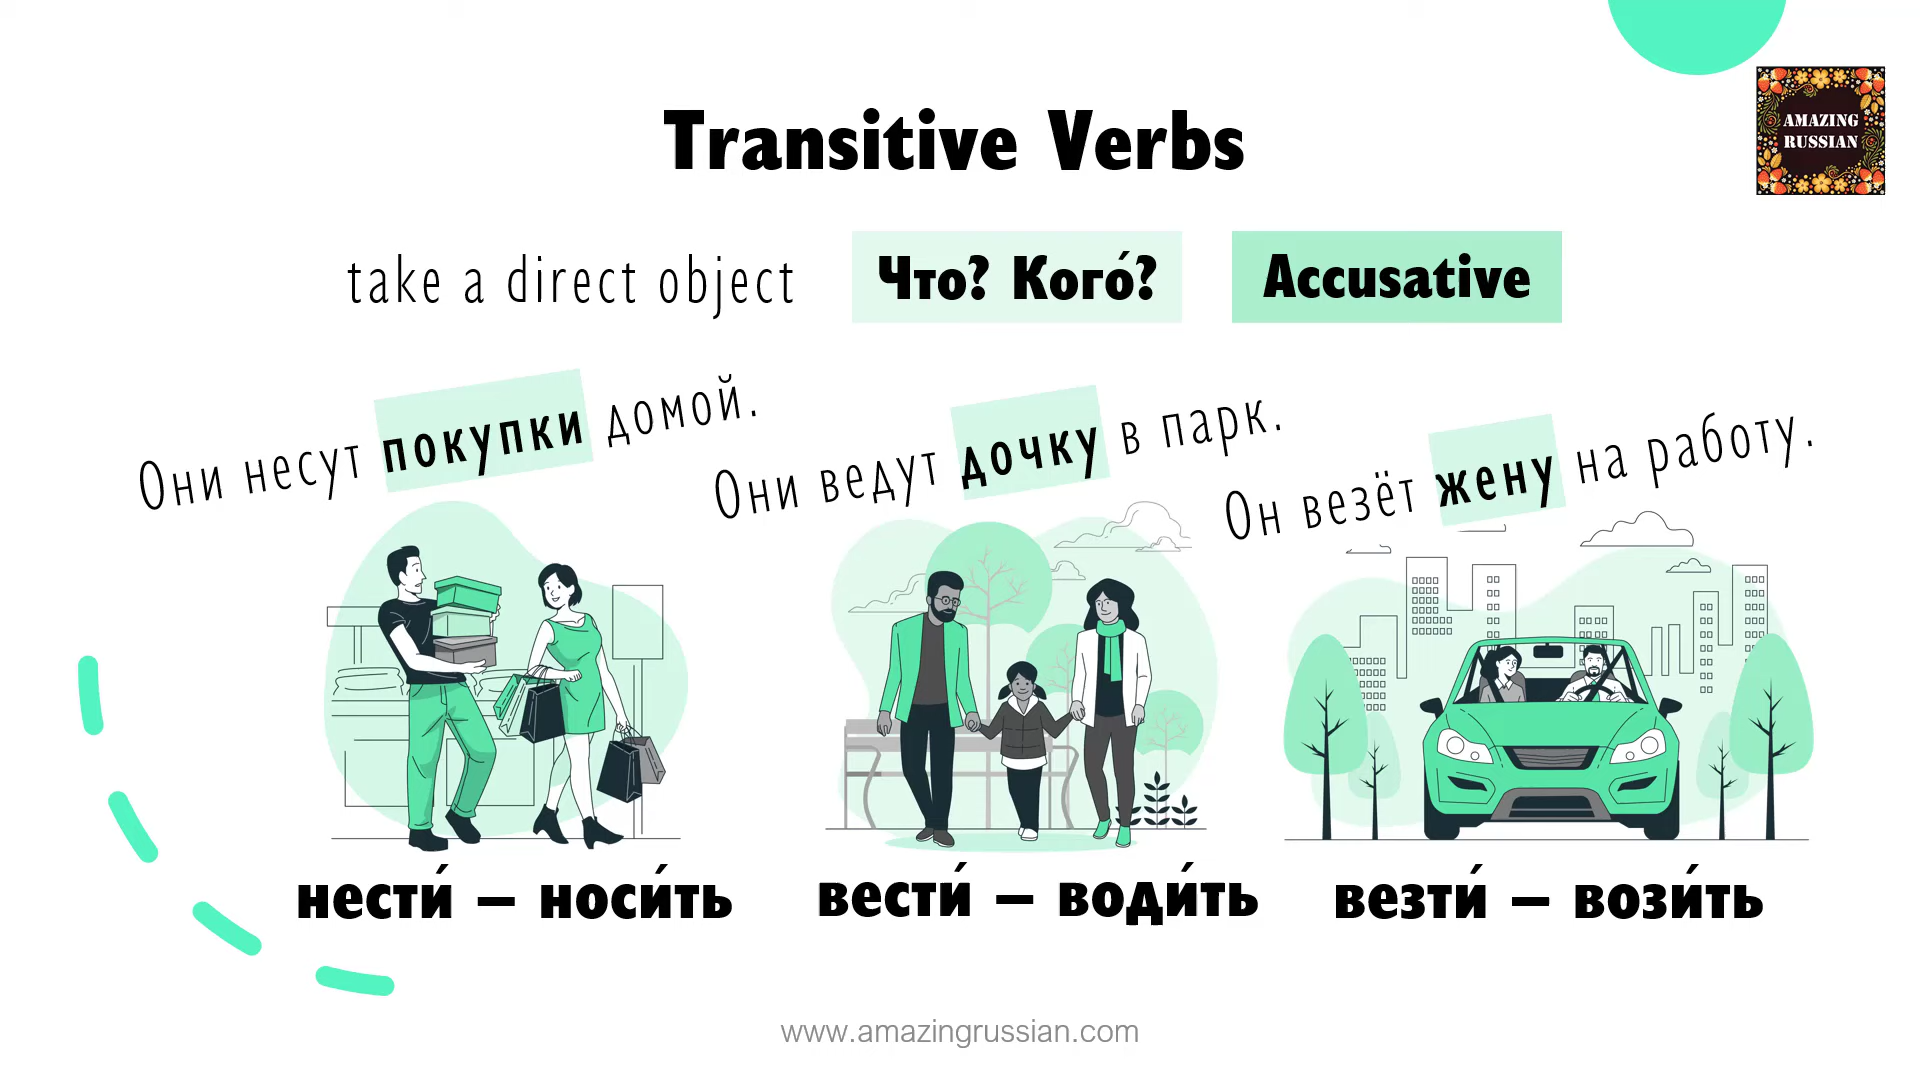 Transitive Verbs
AMAZING
RUSSIAN
take a direct object
Что? Кого́?
Accusative
Они несут покупки домой.
Они ведут дочку в парк.
Он везёт жену на работу.
нести́ – носи́ть
вести́ – води́ть
везти́ – вози́ть
www.amazingrussian.com